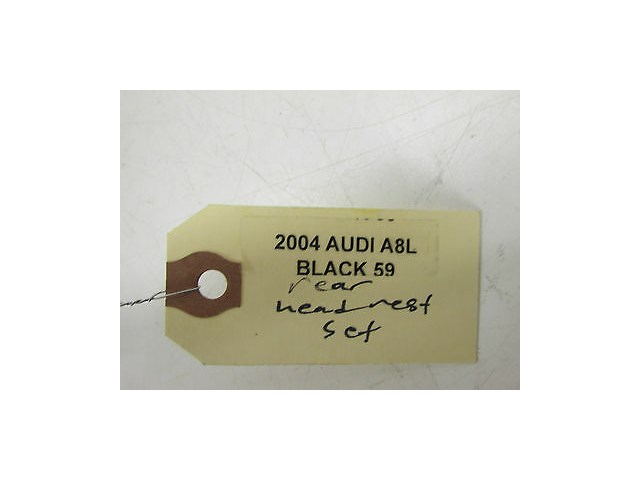 2004 AUDI A8L
BLACK 59
rear
headrest
set